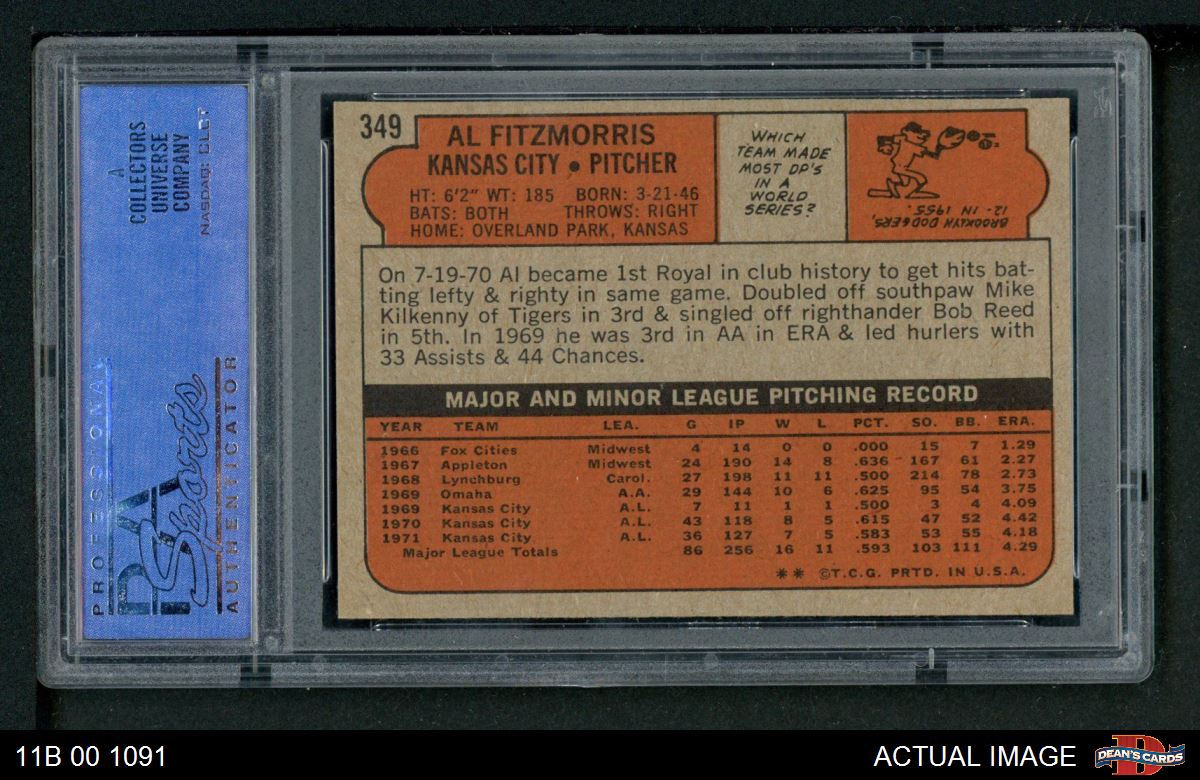 A
COLLECTORS
UNIVERSE
COMPANY
NASDAQ: CLCT
PROFESSIONAL
PSA
Sports
AUTHENTICATOR
349
AL FITZMORRIS
KANSAS CITY • PITCHER
HT: 6'2" WT: 185 BORN: 3-21-46
BATS: BOTH THROWS: RIGHT
HOME: OVERLAND PARK, KANSAS
WHICH
TEAM MADE
MOST DP'S
IN A
WORLD
SERIES?
BROOKLYN DODGERS,
12- IN 1955.
On 7-19-70 Al became 1st Royal in club history to get hits bat-
ting lefty & righty in same game. Doubled off southpaw Mike
Kilkenny of Tigers in 3rd & singled off righthander Bob Reed
in 5th. In 1969 he was 3rd in AA in ERA & led hurlers with
33 Assists & 44 Chances.
MAJOR AND MINOR LEAGUE PITCHING RECORD
YEAR TEAM LEA. G IP W L PCT. SO. BB. ERA.
1966 Fox Cities Midwest 4 14 0 0 .000 15 7 1.29
1967 Appleton Midwest 24 190 14 8 .636 167 61 2.27
1968 Lynchburg Carol. 27 198 11 11 .500 214 78 2.73
1969 Omaha A.A. 29 144 10 6 .625 95 54 3.75
1969 Kansas City A.L. 7 11 1 1 .500 3 4 4.09
1970 Kansas City A.L. 43 118 8 5 .615 47 52 4.42
1971 Kansas City A.L. 36 127 7 5 .583 53 55 4.18
Major League Totals 86 256 16 11 .593 103 111 4.29
** ©T.C.G. PRTD. IN U.S.A.
11B 00 1091
ACTUAL IMAGE
DEAN'S CARDS